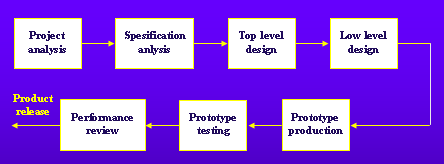 Project
analysis
Spesification
anlysis
Top level
design
Low level
design
Prototype
production
Prototype
testing
Performance
review
Product
release